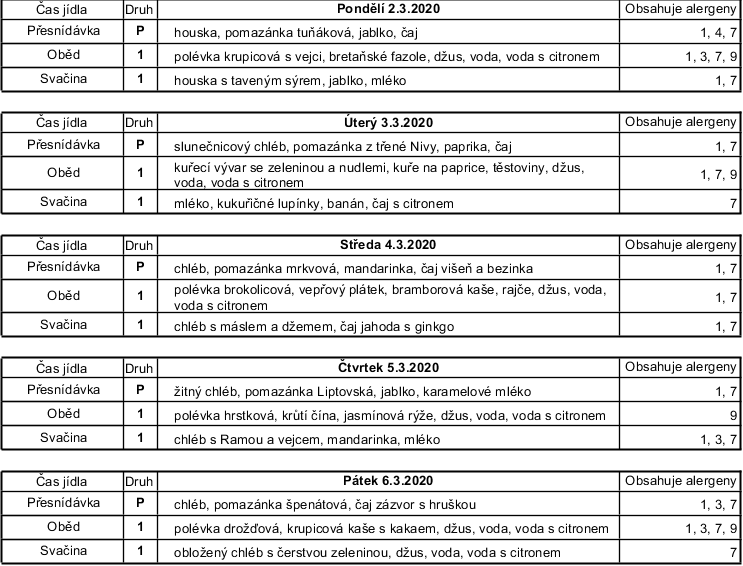 Čas jídla Druh Pondělí 2.3.2020 Obsahuje alergeny
Přesnídávka P houska, pomazánka tuňáková, jablko, čaj 1, 4, 7
Oběd 1 polévka krupicová s vejci, bretaňské fazole, džus, voda, voda s citronem 1, 3, 7, 9
Svačina 1 houska s taveným sýrem, jablko, mléko 1, 7
Čas jídla Druh Úterý 3.3.2020 Obsahuje alergeny
Přesnídávka P slunečnicový chléb, pomazánka z třené Nivy, paprika, čaj 1, 7
Oběd 1 kuřecí vývar se zeleninou a nudlemi, kuře na paprice, těstoviny, džus, 1, 7, 9
voda, voda s citronem
Svačina 1 mléko, kukuřičné lupínky, banán, čaj s citronem 7
Čas jídla Druh Středa 4.3.2020 Obsahuje alergeny
Přesnídávka P chléb, pomazánka mrkvová, mandarinka, čaj višeň a bezinka 1, 7
Oběd 1 polévka brokolicová, vepřový plátek, bramborová kaše, rajče, džus, voda, 1, 7
voda s citronem
Svačina 1 chléb s máslem a džemem, čaj jahoda s ginkgo 1, 7
Čas jídla Druh Čtvrtek 5.3.2020 Obsahuje alergeny
Přesnídávka P žitný chléb, pomazánka Liptovská, jablko, karamelové mléko 1, 7
Oběd 1 polévka hrstková, krůtí čína, jasmínová rýže, džus, voda, voda s citronem 9
Svačina 1 chléb s Ramou a vejcem, mandarinka, mléko 1, 3, 7
Čas jídla Druh Pátek 6.3.2020 Obsahuje alergeny
Přesnídávka P chléb, pomazánka špenátová, čaj zázvor s hruškou 1, 3, 7
Oběd 1 polévka drožďová, krupicová kaše s kakaem, džus, voda, voda s citronem 1, 3, 7, 9
Svačina 1 obložený chléb s čerstvou zeleninou, džus, voda, voda s citronem 7